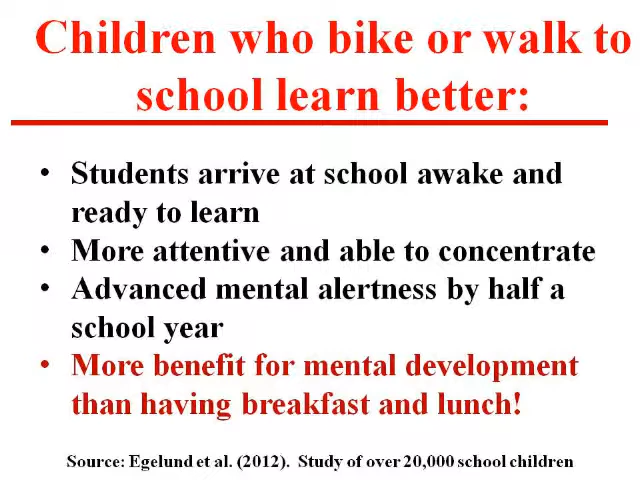 Children who bike or walk to
school learn better:
• Students arrive at school awake and
ready to learn
• More attentive and able to concentrate
• Advanced mental alertness by half a
school year
• More benefit for mental development
than having breakfast and lunch!
Source: Egelund et al. (2012). Study of over 20,000 school children